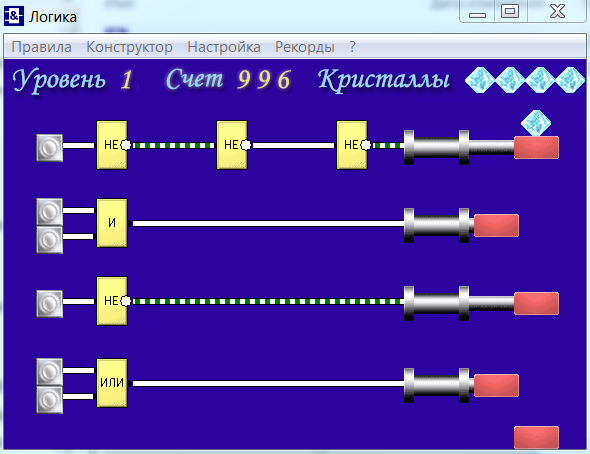 Логика
Правила Конструктор Настройка Рекорды ?
Уровень 1 Счет 996 Кристаллы
НЕ НЕ НЕ
И
НЕ
ИЛИ